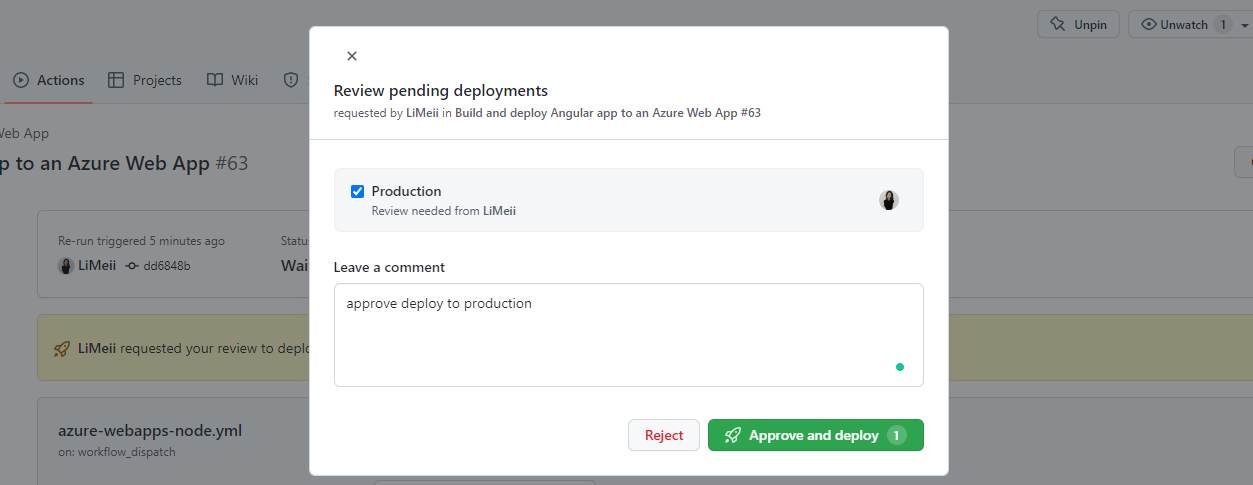 Unpin
Unwatch 1
Actions
Projects
Wiki
Review pending deployments
requested by LiMeii in Build and deploy Angular app to an Azure Web App #63
Web App
p to an Azure Web App #63
Production
Review needed from LiMeii
Re-run triggered 5 minutes ago
Status
LiMeii dd6848b
Wai
Leave a comment
approve deploy to production
LiMeii requested your review to deplo
azure-webapps-node.yml
on: workflow_dispatch
Reject
Approve and deploy 1